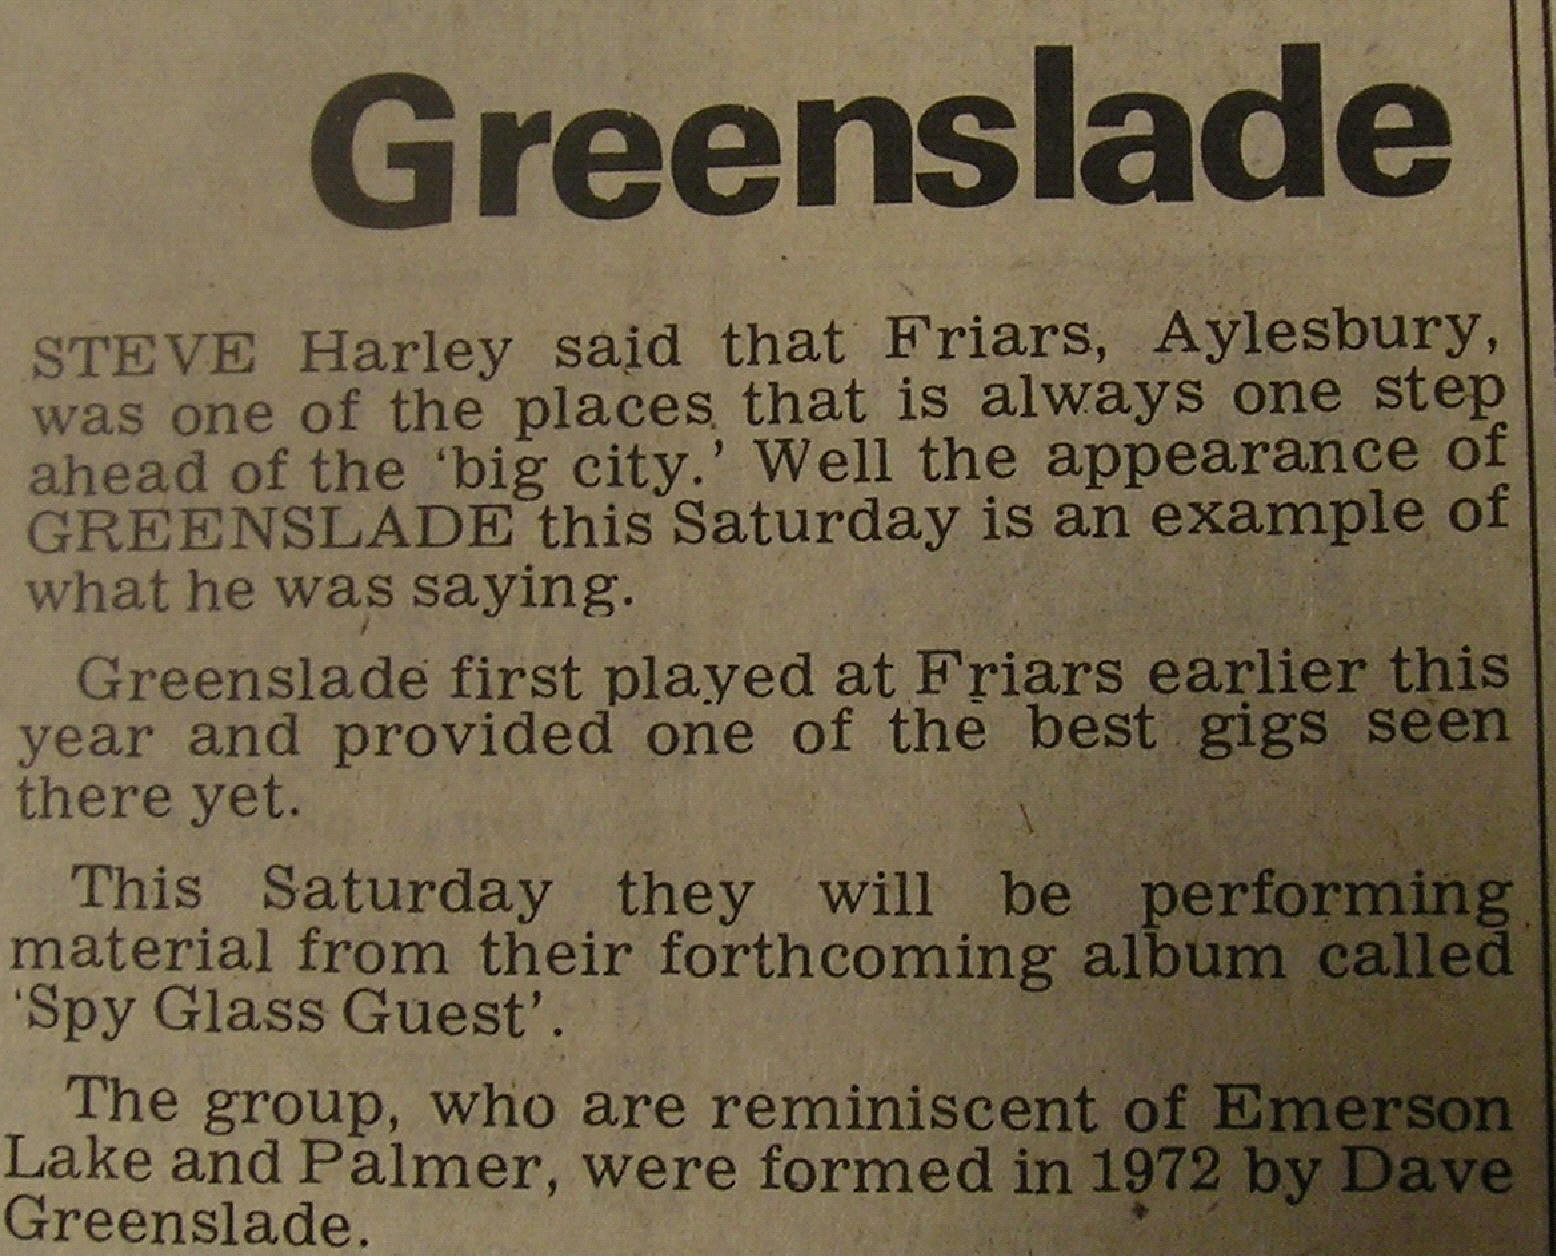 Greenslade
STEVE Harley said that Friars, Aylesbury,
was one of the places that is always one step
ahead of the ‘big city.’ Well the appearance of
GREENSLADE this Saturday is an example of
what he was saying.
Greenslade first played at Friars earlier this
year and provided one of the best gigs seen
there yet.
This Saturday they will be performing
material from their forthcoming album called
‘Spy Glass Guest’.
The group, who are reminiscent of Emerson
Lake and Palmer, were formed in 1972 by Dave
Greenslade.